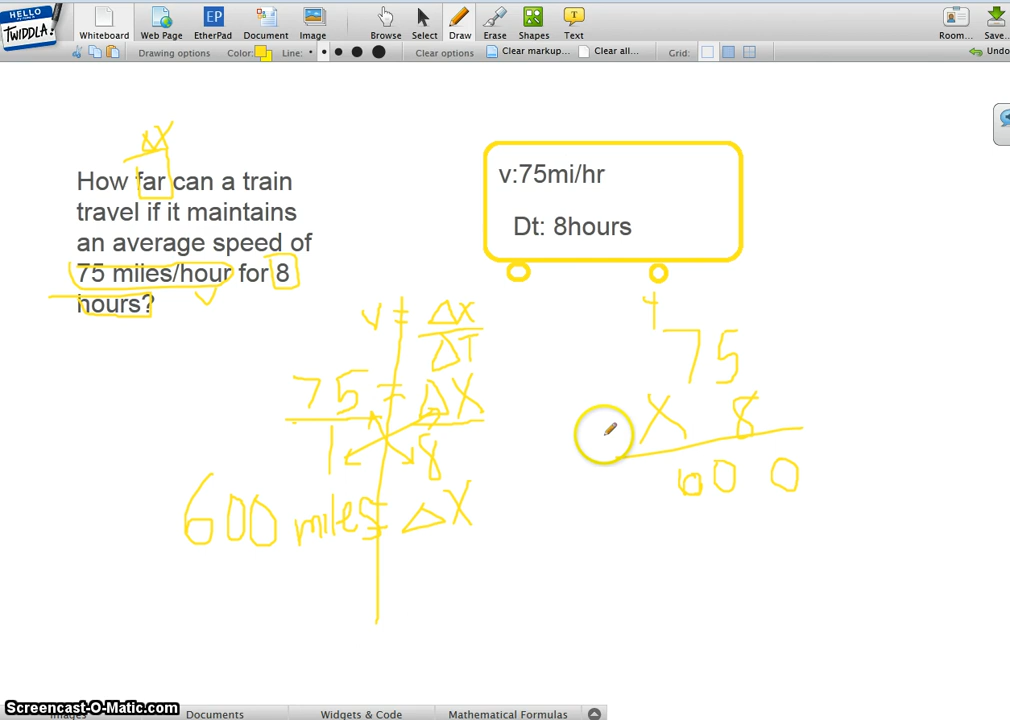 HELLO
TWIDDLA!
Whiteboard
Web Page
EP
EtherPad
Document
Image
Browse
Select
Draw
Erase
Shapes
T
Text
Room...
Save...
Drawing options
Color:
Line:
Clear options
Clear markup...
Clear all...
Grid:
Undo
ΔX
How far can a train
travel if it maintains
an average speed of
75 miles/hour for 8
hours?
v
v:75mi/hr
Dt: 8hours
v = ΔX
ΔT
75 = ΔX
1 8
600 miles = ΔX
4
75
X 8
600
Screencast-O-Matic.com
Images
Documents
Widgets & Code
Mathematical Formulas